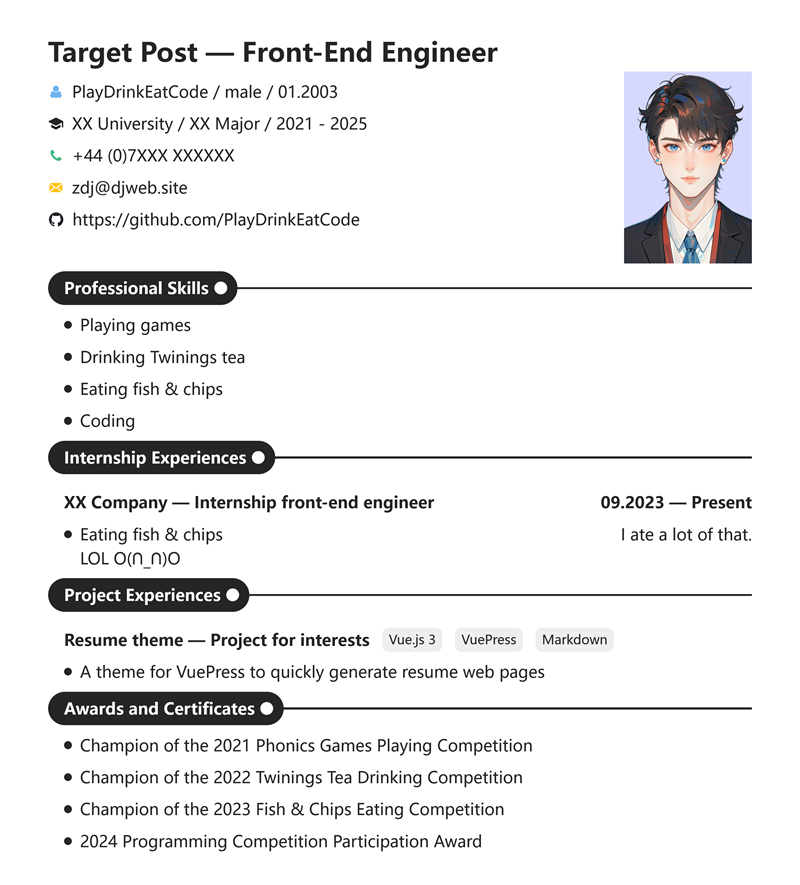 Target Post — Front-End Engineer
PlayDrinkEatCode / male / 01.2003
XX University / XX Major / 2021 - 2025
+44 (0)7XXX XXXXXX
zdj@djweb.site
https://github.com/PlayDrinkEatCode
Professional Skills
Playing games
Drinking Twinings tea
Eating fish & chips
Coding
Internship Experiences
XX Company — Internship front-end engineer 09.2023 — Present
Eating fish & chips I ate a lot of that.
LOL O(∩_∩)O
Project Experiences
Resume theme — Project for interests Vue.js 3 VuePress Markdown
A theme for VuePress to quickly generate resume web pages
Awards and Certificates
Champion of the 2021 Phonics Games Playing Competition
Champion of the 2022 Twinings Tea Drinking Competition
Champion of the 2023 Fish & Chips Eating Competition
2024 Programming Competition Participation Award